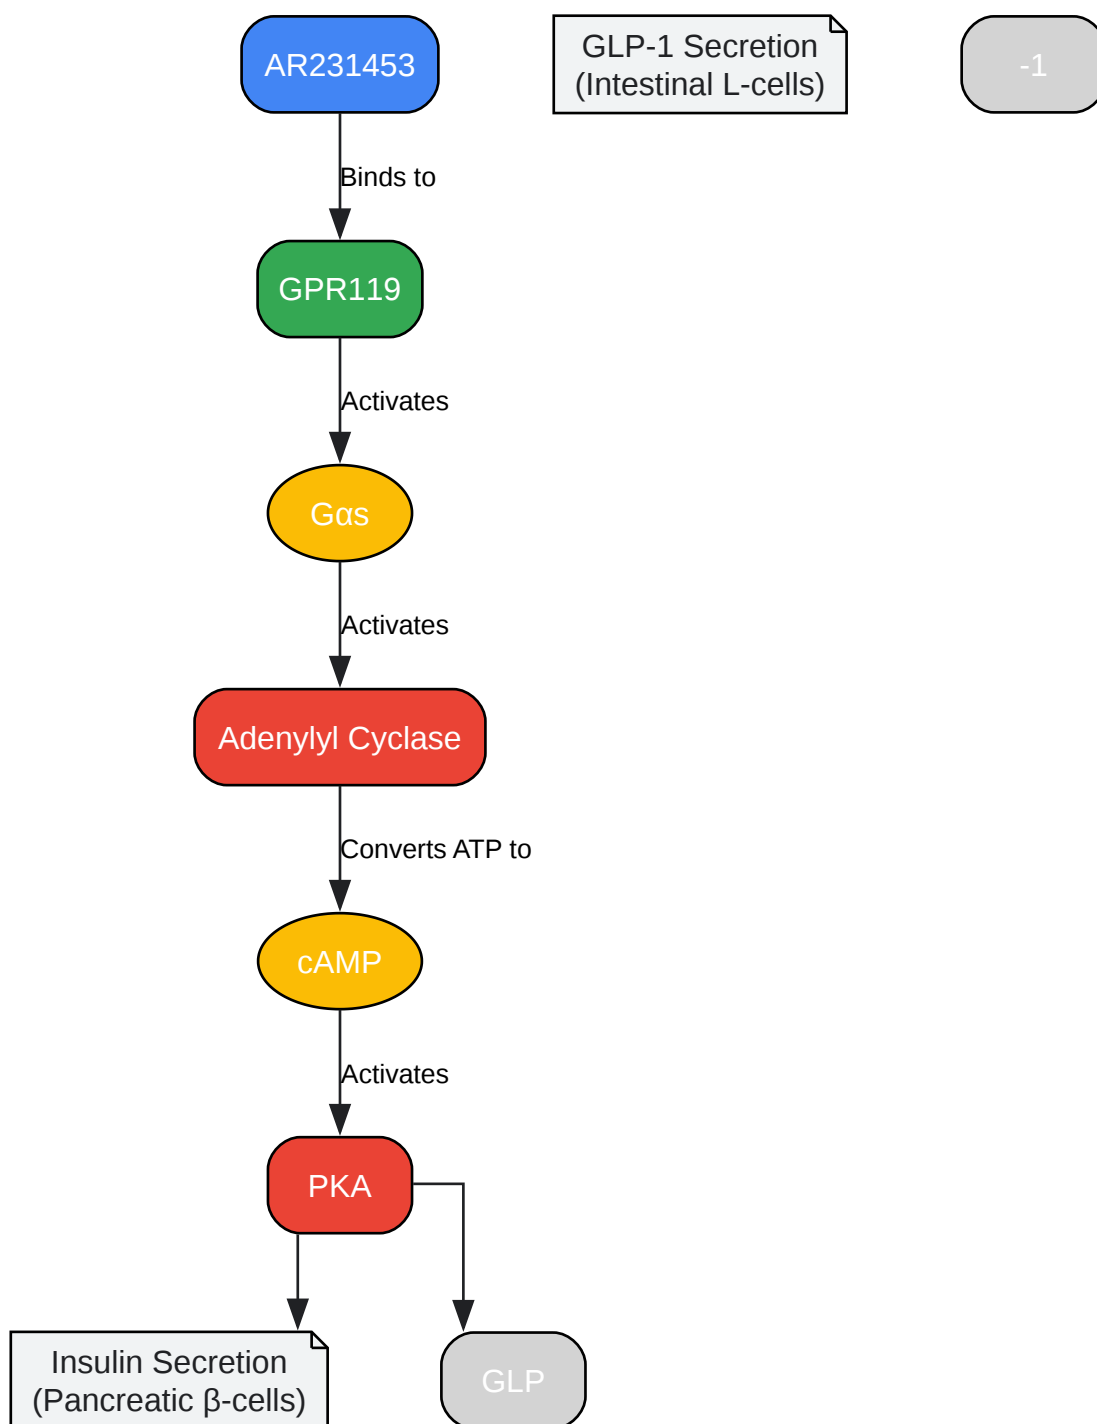 AR231453
GLP-1 Secretion
(Intestinal L-cells)
-1
Binds to
GPR119
Activates
Gαs
Activates
Adenylyl Cyclase
Converts ATP to
cAMP
Activates
PKA
Insulin Secretion
(Pancreatic β-cells)
GLP